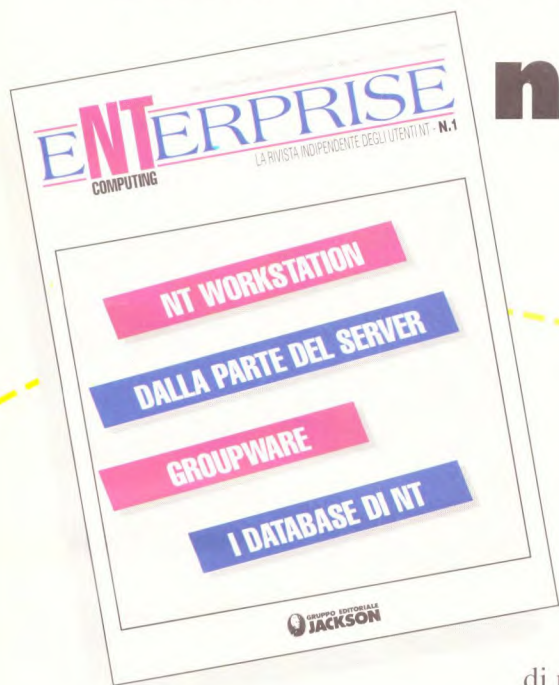 ENTERPRISE
COMPUTING
LA RIVISTA INDIPENDENTE DEGLI UTENTI NT - N.1
NT WORKSTATION
DALLA PARTE DEL SERVER
GROUPWARE
I DATABASE DI NT
GRUPPO EDITORIALE
JACKSON
n
di